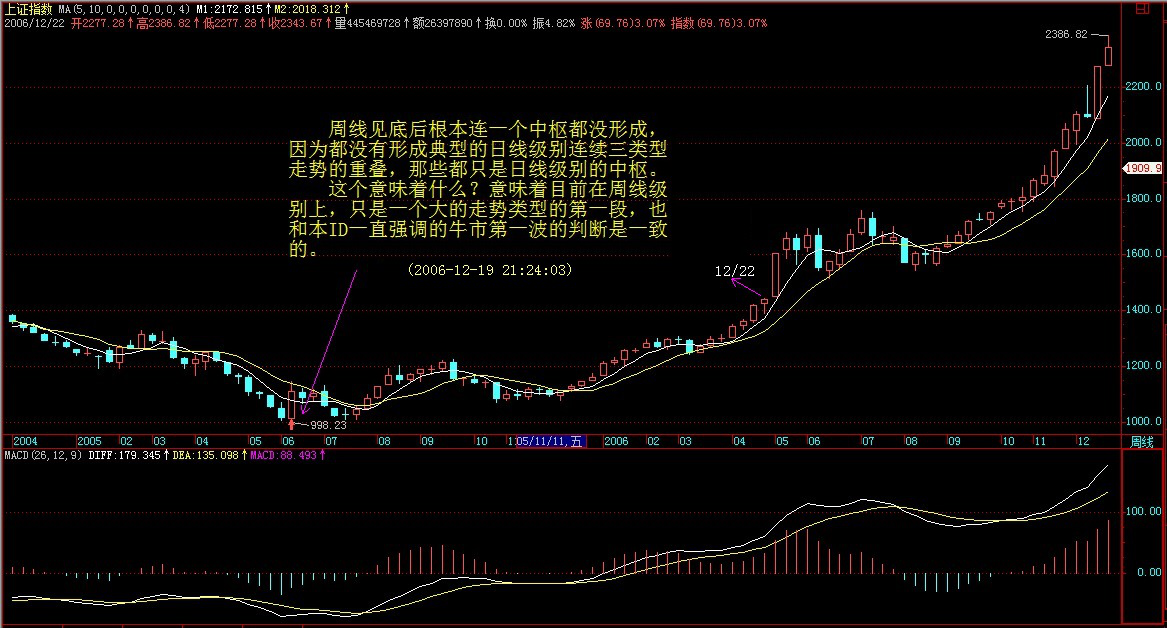 上证指数 MA(5,10,0,0,0,0,0,0,4) M1:2172.815↑M2:2018.312↑
2006/12/22 开2277.28↑高2386.82↑低2277.28↑收2343.67↑量445469728↑额26397890↑换0.00% 振4.82% 涨(69.76)3.07% 指数(69.76)3.07%
2386.82
2200.0
周线见底后根本连一个中枢都没形成，
因为都没有形成典型的日线级别连续三类型
走势的重叠，那些都只是日线级别的中枢。
这个意味着什么？意味着目前在周线级
别上，只是一个大的走势类型的第一段，也
和本ID一直强调的牛市第一波的判断是一致
的。
(2006-12-19 21:24:03)
2000.0
1909.9
1800.0
1600.0
12/22
1400.0
1200.0
998.23
1000.0
2004 2005 02 03 04 05 06 07 08 09 10 11 05/11/11,五 2006 02 03 04 05 06 07 08 09 10 11 12 周线
MACD(26,12,9) DIFF:179.345↑DEA:135.098↑MACD:88.493↑
100.00
0.00